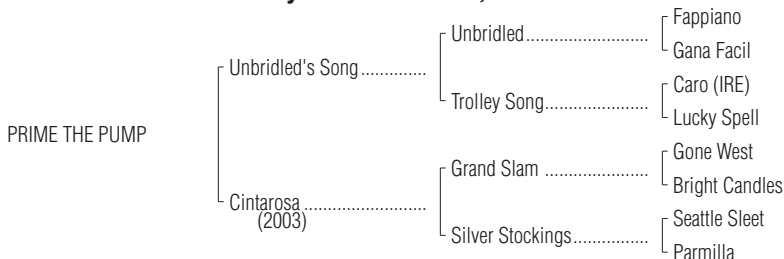 Fappiano
Unbridled
Gana Facil
Unbridled's Song
Caro (IRE)
Trolley Song
Lucky Spell
PRIME THE PUMP
Gone West
Grand Slam
Bright Candles
Cintarosa
(2003)
Seattle Sleet
Silver Stockings
Parmilla